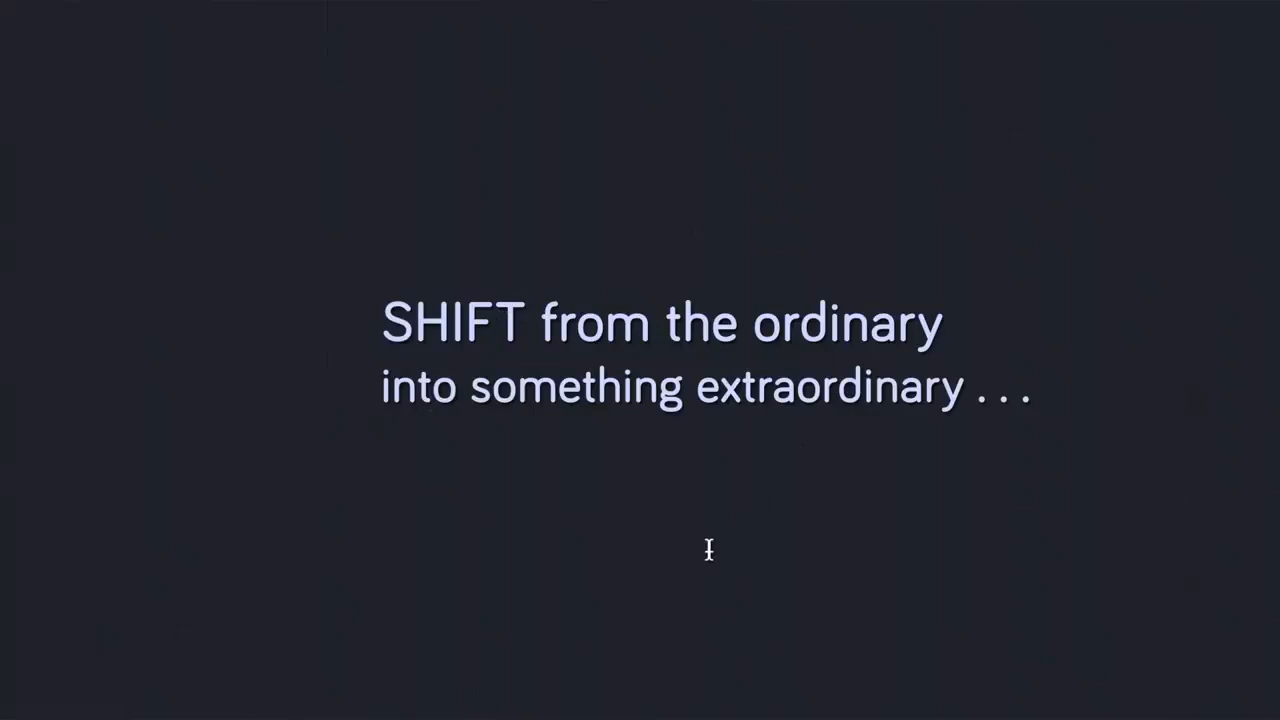 SHIFT from the ordinary
into something extraordinary . . .